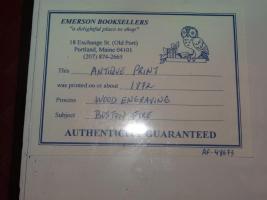 EMERSON BOOKSELLERS
"a delightful place to shop"
18 Exchange St. (Old Port)
Portland, Maine 04101
(207) 874-2665
This ANTIQUE PRINT
was printed on or about 1872
Process WOOD ENGRAVING
Subject BOSTON FIRE
AUTHENTICITY GUARANTEED